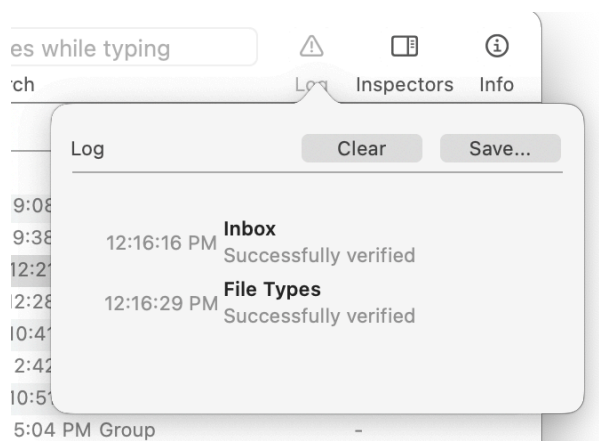 es while typing
rch
Log
Inspectors
Info
Log
Clear
Save...
12:16:16 PM
Inbox
Successfully verified
12:16:29 PM
File Types
Successfully verified
9:08
9:38
12:2
12:28
10:4
2:42
10:5
5:04 PM Group
-